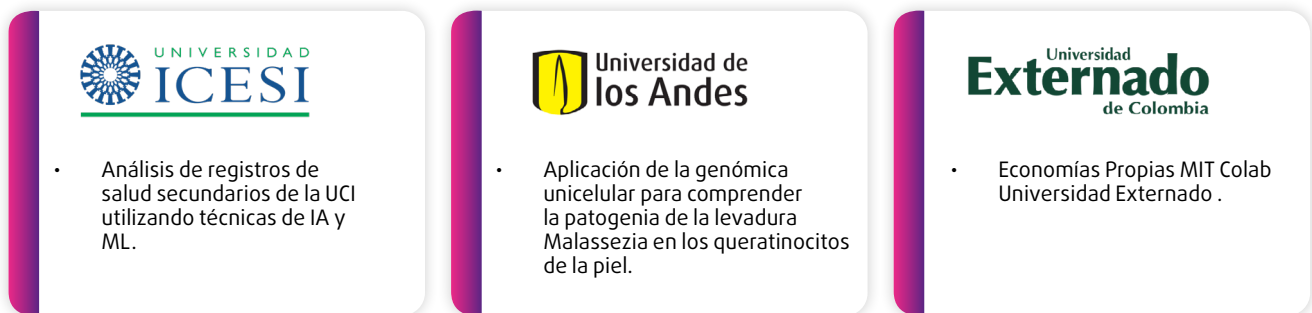 UNIVERSIDAD
ICESI
• Análisis de registros de
salud secundarios de la UCI
utilizando técnicas de IA y
ML.
Universidad de
los Andes
• Aplicación de la genómica
unicelular para comprender
la patogenia de la levadura
Malassezia en los queratinocitos
de la piel.
Universidad
Externado
de Colombia
• Economías Propias MIT Colab
Universidad Externado .